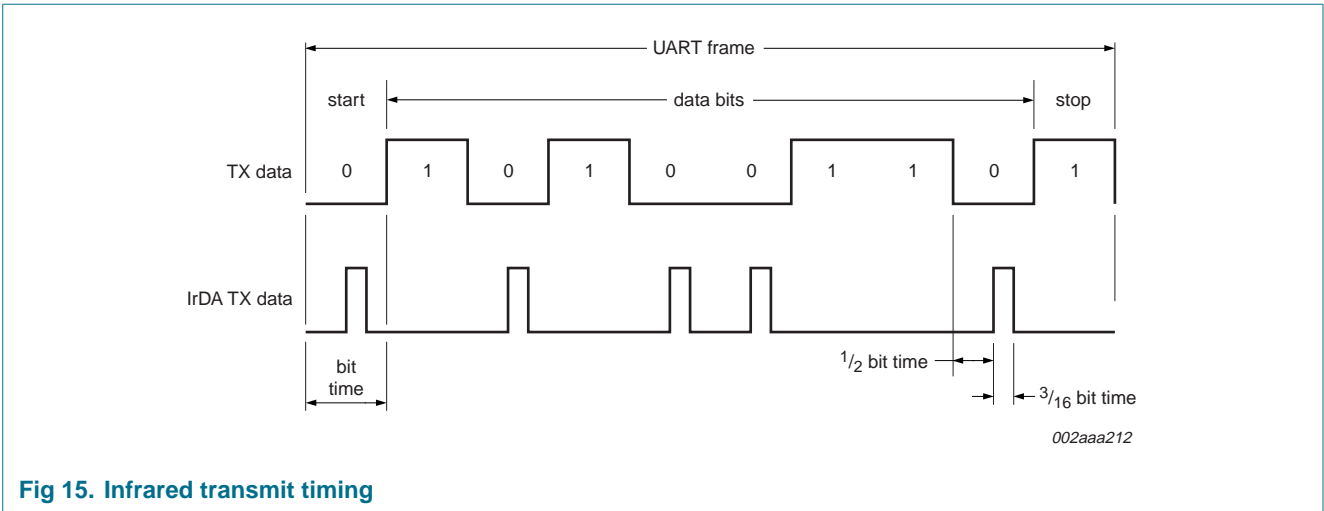 UART frame
start data bits stop
TX data 0 1 0 1 0 0 1 1 0 1
IrDA TX data
1/2 bit time
bit
time
3/16 bit time
002aaa212
Fig 15. Infrared transmit timing